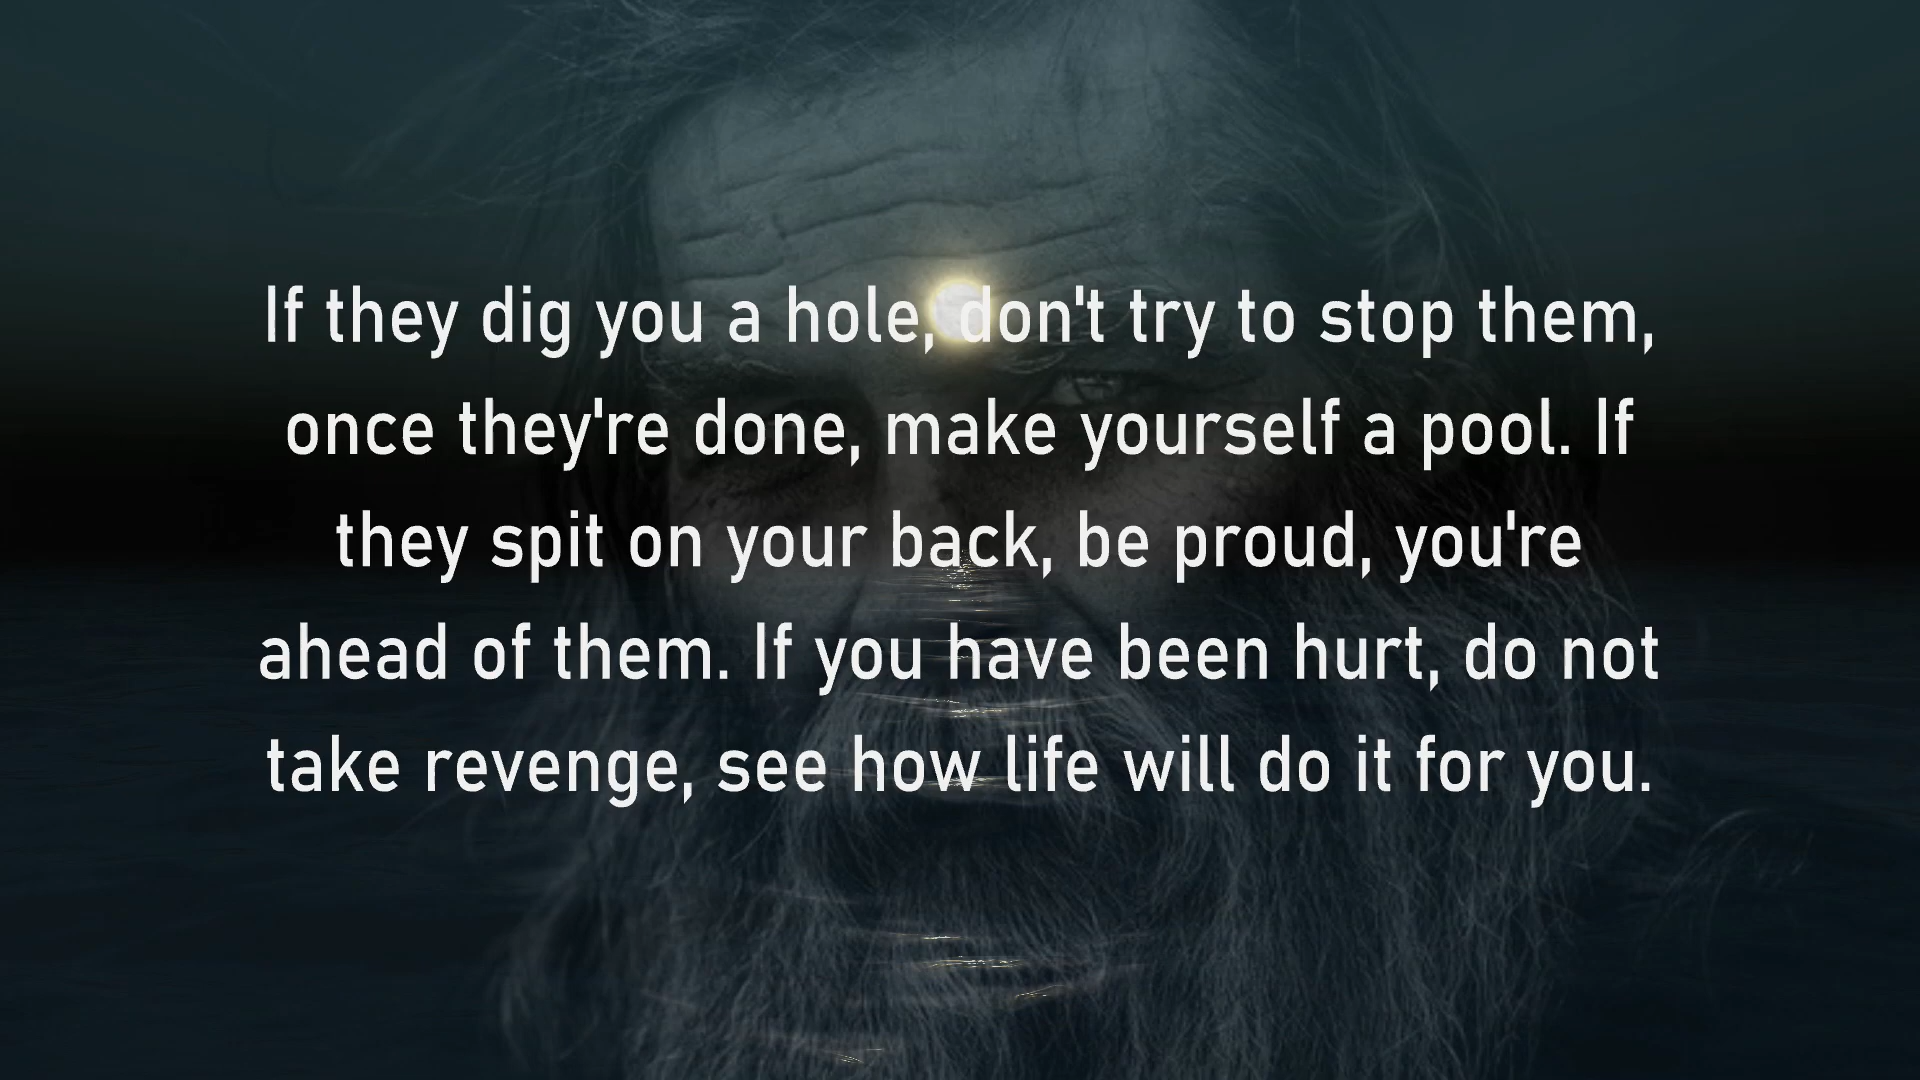 If they dig you a hole, don't try to stop them,
once they're done, make yourself a pool. If
they spit on your back, be proud, you're
ahead of them. If you have been hurt, do not
take revenge, see how life will do it for you.